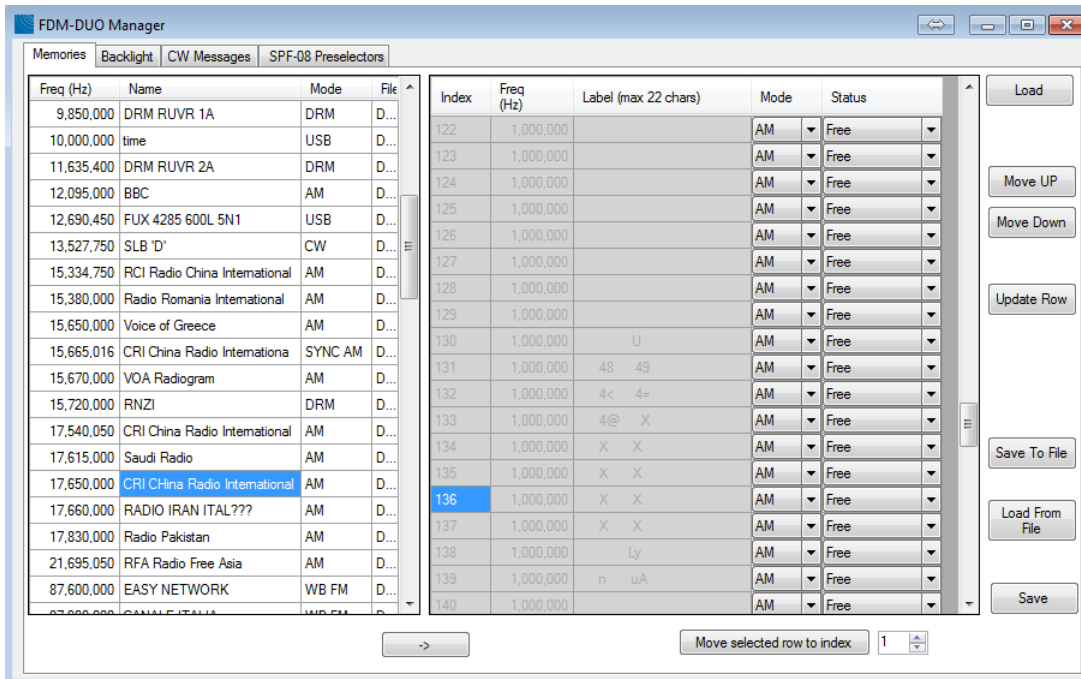 FDM-DUO Manager
Memories Backlight CW Messages SPF-08 Preselectors
Freq (Hz) Name Mode File
9,850,000 DRM RUVR 1A DRM D...
10,000,000 time USB D...
11,635,400 DRM RUVR 2A DRM D...
12,095,000 BBC AM D...
12,690,450 FUX 4285 600L 5N1 USB D...
13,527,750 SLB 'D' CW D...
15,334,750 RCI Radio China International AM D...
15,380,000 Radio Romania International AM D...
15,650,000 Voice of Greece AM D...
15,665,016 CRI China Radio Internationa SYNC AM D...
15,670,000 VOA Radiogram AM D...
15,720,000 RNZI DRM D...
17,540,050 CRI China Radio International AM D...
17,615,000 Saudi Radio AM D...
17,650,000 CRI CHina Radio International AM D...
17,660,000 RADIO IRAN ITAL??? AM D...
17,830,000 Radio Pakistan AM D...
21,695,050 RFA Radio Free Asia AM D...
87,600,000 EASY NETWORK WB FM D...
Index Freq (Hz) Label (max 22 chars) Mode Status
122 1,000,000 AM Free
123 1,000,000 AM Free
124 1,000,000 AM Free
125 1,000,000 AM Free
126 1,000,000 AM Free
127 1,000,000 AM Free
128 1,000,000 AM Free
129 1,000,000 AM Free
130 1,000,000 U AM Free
131 1,000,000 48 49 AM Free
132 1,000,000 4< 4= AM Free
133 1,000,000 4@ X AM Free
134 1,000,000 X X AM Free
135 1,000,000 X X AM Free
136 1,000,000 X X AM Free
137 1,000,000 X X AM Free
138 1,000,000 Ly AM Free
139 1,000,000 n uA AM Free
140 1,000,000 AM Free
Load
Move UP
Move Down
Update Row
Save To File
Load From
File
Save
-> Move selected row to index 1